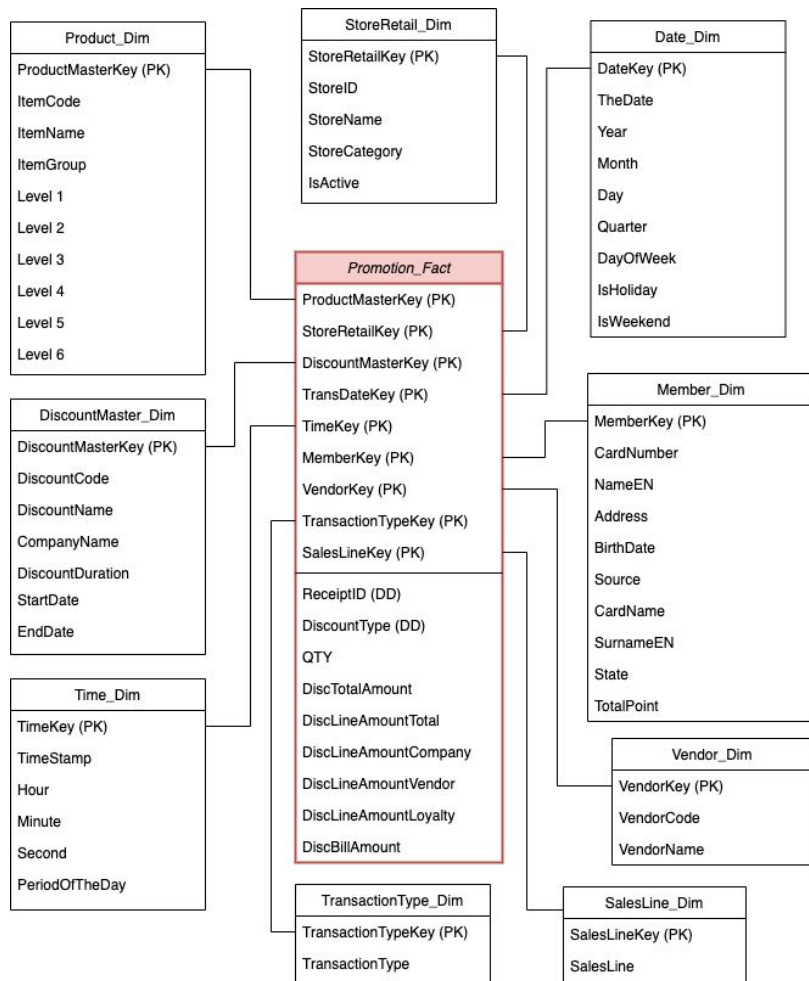 Product_Dim
ProductMasterKey (PK)
ItemCode
ItemName
ItemGroup
Level 1
Level 2
Level 3
Level 4
Level 5
Level 6
StoreRetail_Dim
StoreRetailKey (PK)
StoreID
StoreName
StoreCategory
IsActive
Date_Dim
DateKey (PK)
TheDate
Year
Month
Day
Quarter
DayOfWeek
IsHoliday
IsWeekend
Promotion_Fact
ProductMasterKey (PK)
StoreRetailKey (PK)
DiscountMasterKey (PK)
TransDateKey (PK)
TimeKey (PK)
MemberKey (PK)
VendorKey (PK)
TransactionTypeKey (PK)
SalesLineKey (PK)
ReceiptID (DD)
DiscountType (DD)
QTY
DiscTotalAmount
DiscLineAmountTotal
DiscLineAmountCompany
DiscLineAmountVendor
DiscLineAmountLoyalty
DiscBillAmount
DiscountMaster_Dim
DiscountMasterKey (PK)
DiscountCode
DiscountName
CompanyName
DiscountDuration
StartDate
EndDate
Member_Dim
MemberKey (PK)
CardNumber
NameEN
Address
BirthDate
Source
CardName
SurnameEN
State
TotalPoint
Time_Dim
TimeKey (PK)
TimeStamp
Hour
Minute
Second
PeriodOfTheDay
Vendor_Dim
VendorKey (PK)
VendorCode
VendorName
TransactionType_Dim
TransactionTypeKey (PK)
TransactionType
SalesLine_Dim
SalesLineKey (PK)
SalesLine